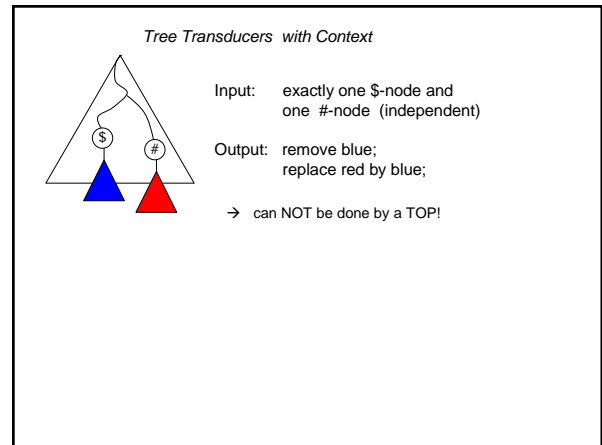 Tree Transducers with Context
Input: exactly one $-node and
one #-node (independent)
$
#
Output: remove blue;
replace red by blue;
→ can NOT be done by a TOP!